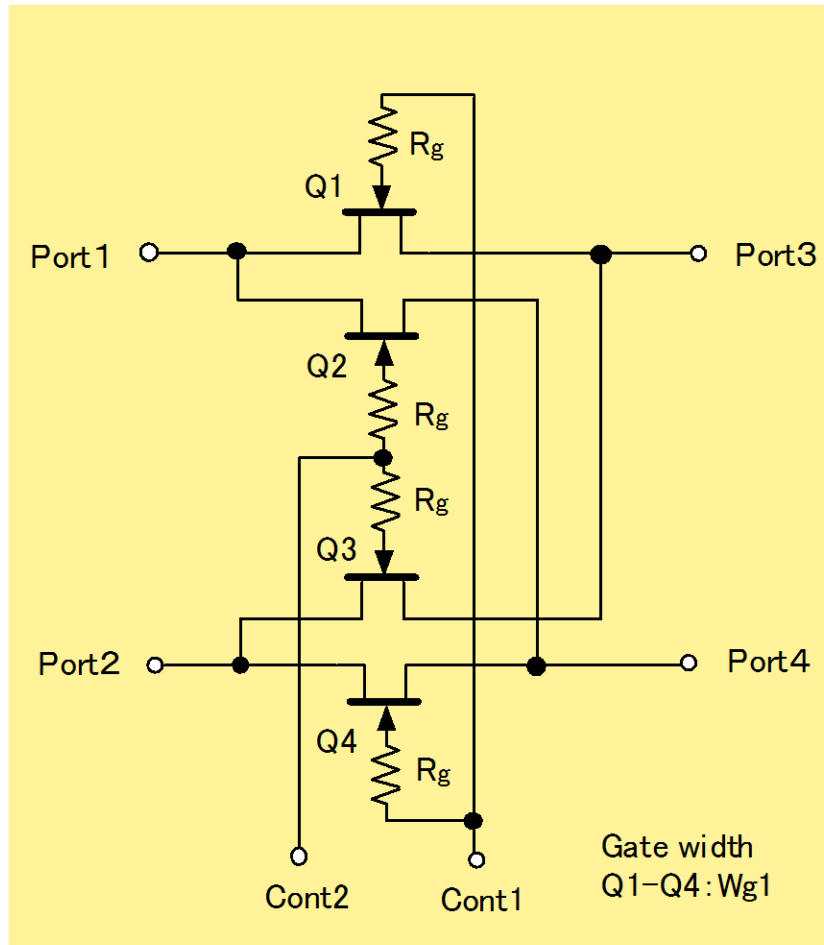 Rg
Q1
Port1
Port3
Q2
Rg
Rg
Q3
Port2
Port4
Q4
Rg
Gate width
Q1-Q4:Wg1
Cont2
Cont1